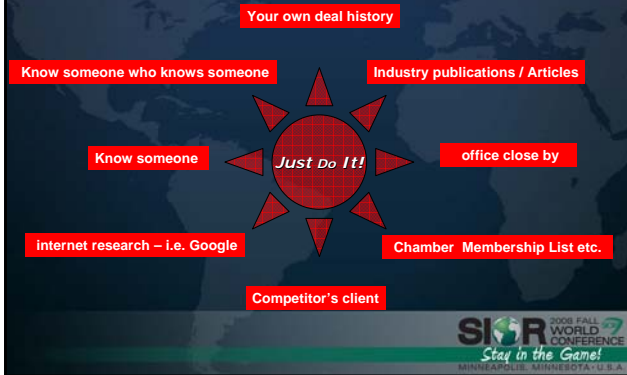 Your own deal history
Know someone who knows someone
Industry publications / Articles
Know someone
Just Do It!
office close by
internet research – i.e. Google
Chamber Membership List etc.
Competitor's client
SIOR 2008 FALL
WORLD
CONFERENCE
Stay in the Game!
MINNEAPOLIS, MINNESOTA • U.S.A.